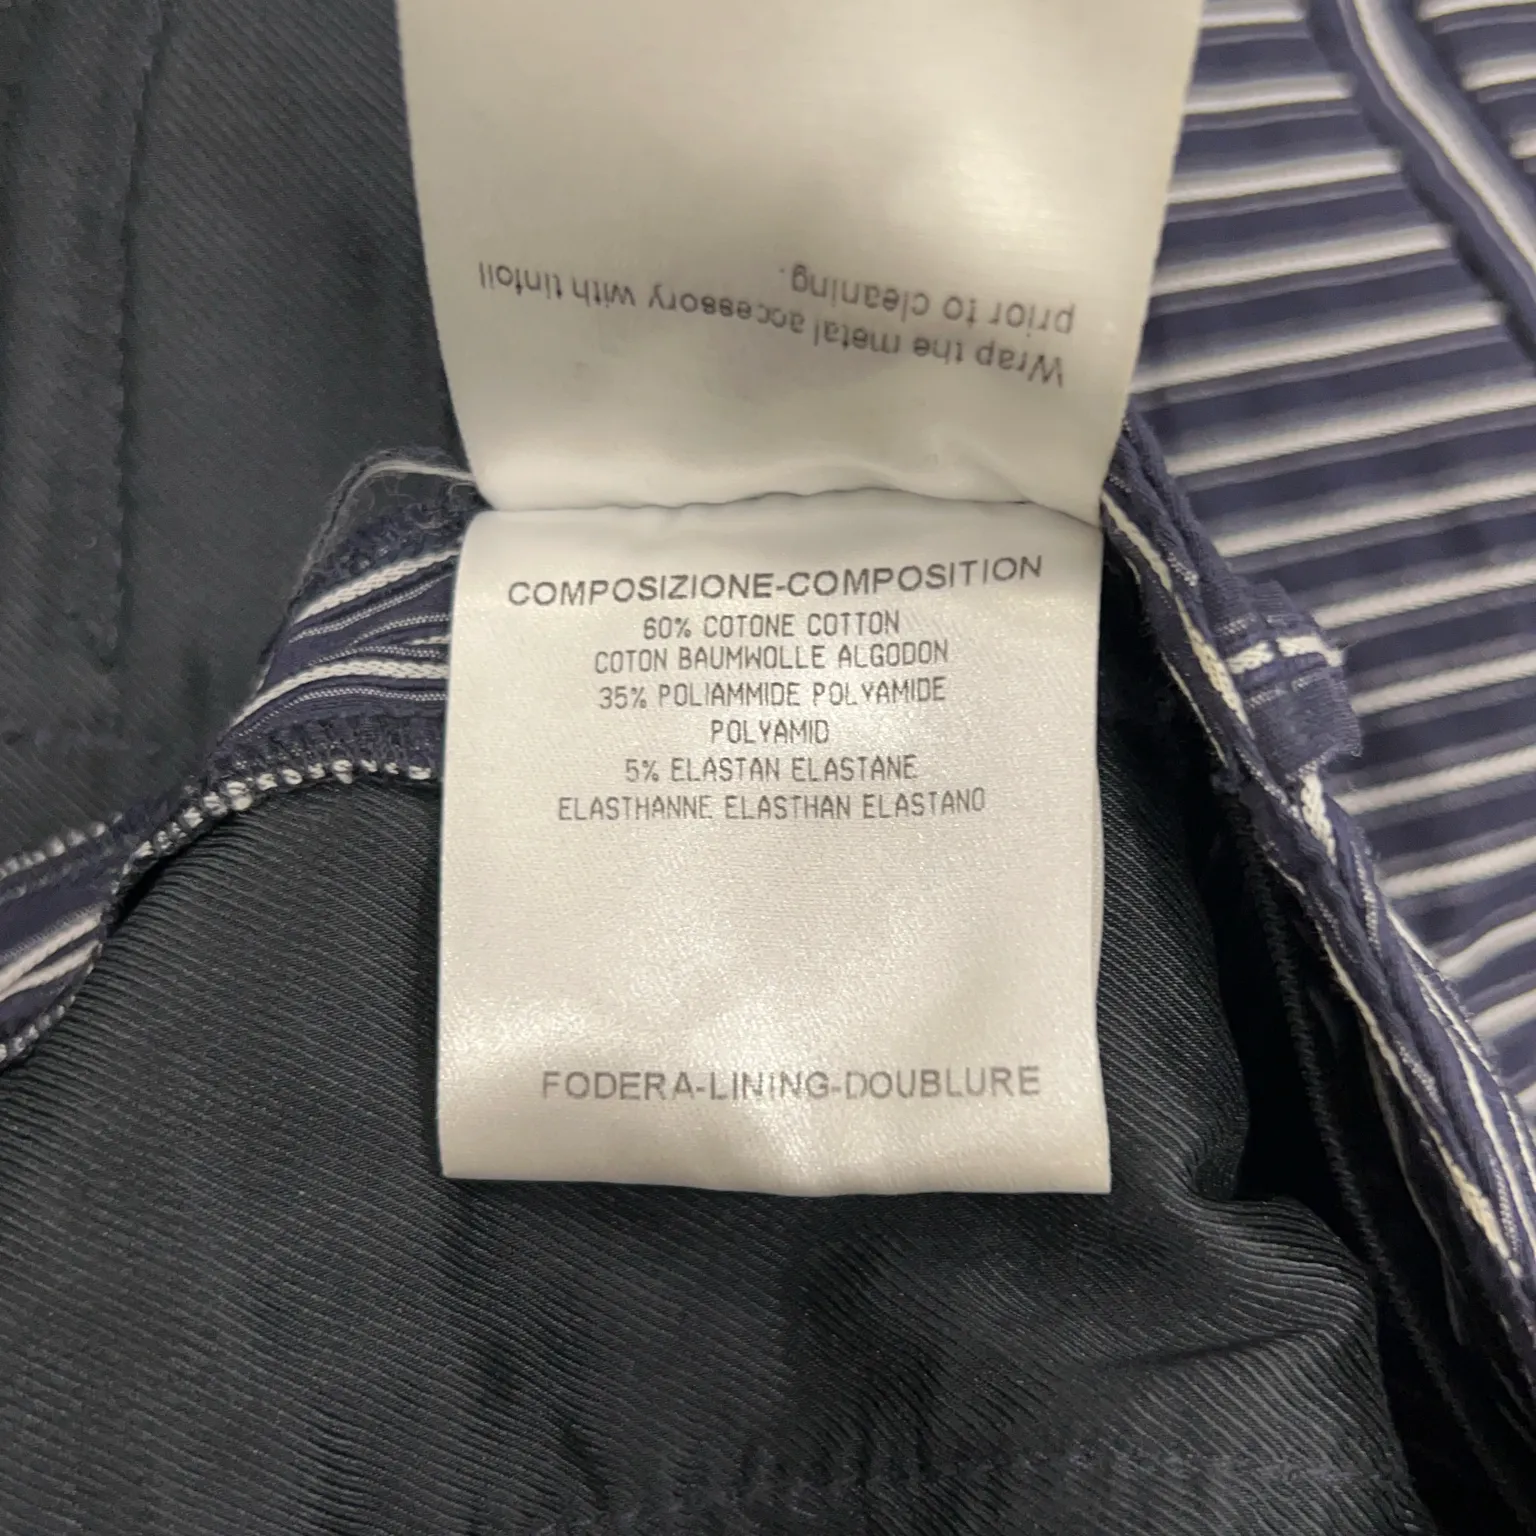 Wrap the metal accessory with tinfoil
prior to cleaning.
COMPOSIZIONE-COMPOSITION
60% COTONE COTTON
COTON BAUMWOLLE ALGODON
35% POLIAMMIDE POLYAMIDE
POLYAMID
5% ELASTAN ELASTANE
ELASTHANNE ELASTHAN ELASTANO
FODERA-LINING-DOUBLURE